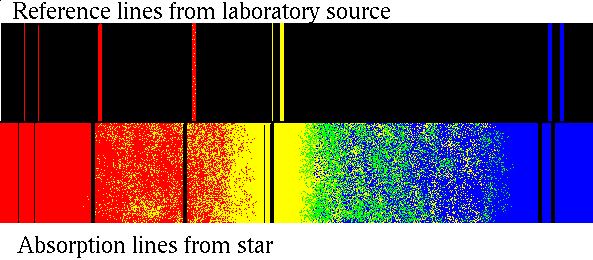 Reference lines from laboratory source
Absorption lines from star